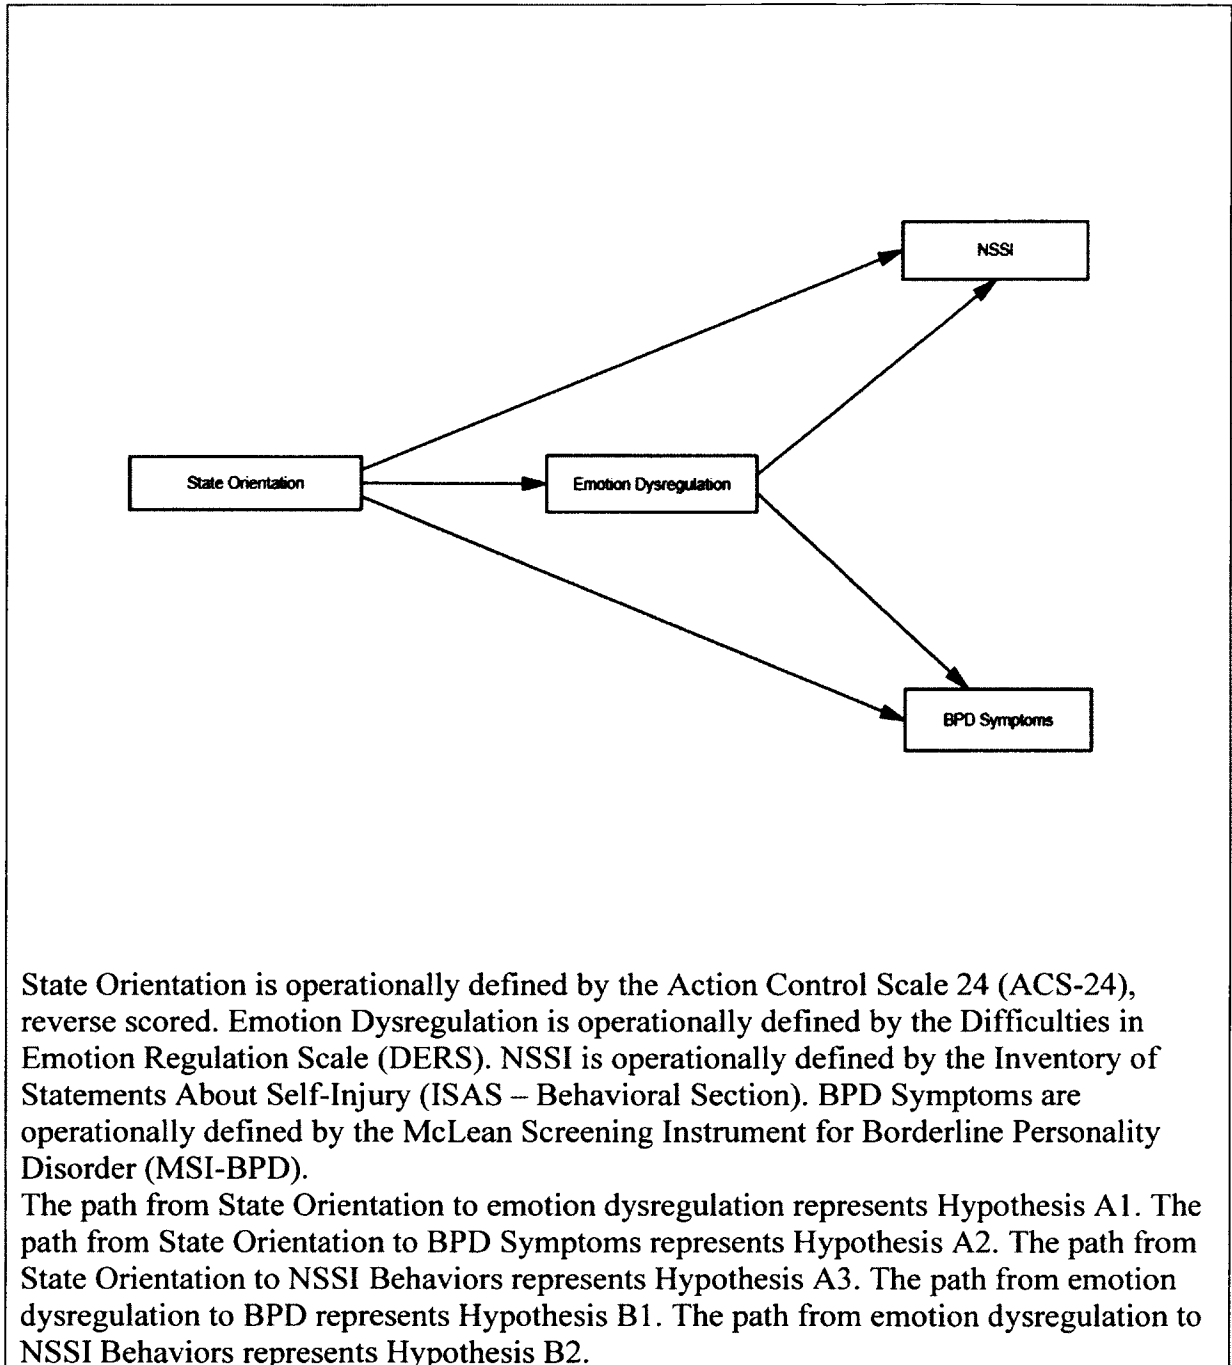 NSSI
State Orientation
Emotion Dysregulation
BPD Symptoms
State Orientation is operationally defined by the Action Control Scale 24 (ACS-24),
reverse scored. Emotion Dysregulation is operationally defined by the Difficulties in
Emotion Regulation Scale (DERS). NSSI is operationally defined by the Inventory of
Statements About Self-Injury (ISAS – Behavioral Section). BPD Symptoms are
operationally defined by the McLean Screening Instrument for Borderline Personality
Disorder (MSI-BPD).
The path from State Orientation to emotion dysregulation represents Hypothesis A1. The
path from State Orientation to BPD Symptoms represents Hypothesis A2. The path from
State Orientation to NSSI Behaviors represents Hypothesis A3. The path from emotion
dysregulation to BPD represents Hypothesis B1. The path from emotion dysregulation to
NSSI Behaviors represents Hypothesis B2.